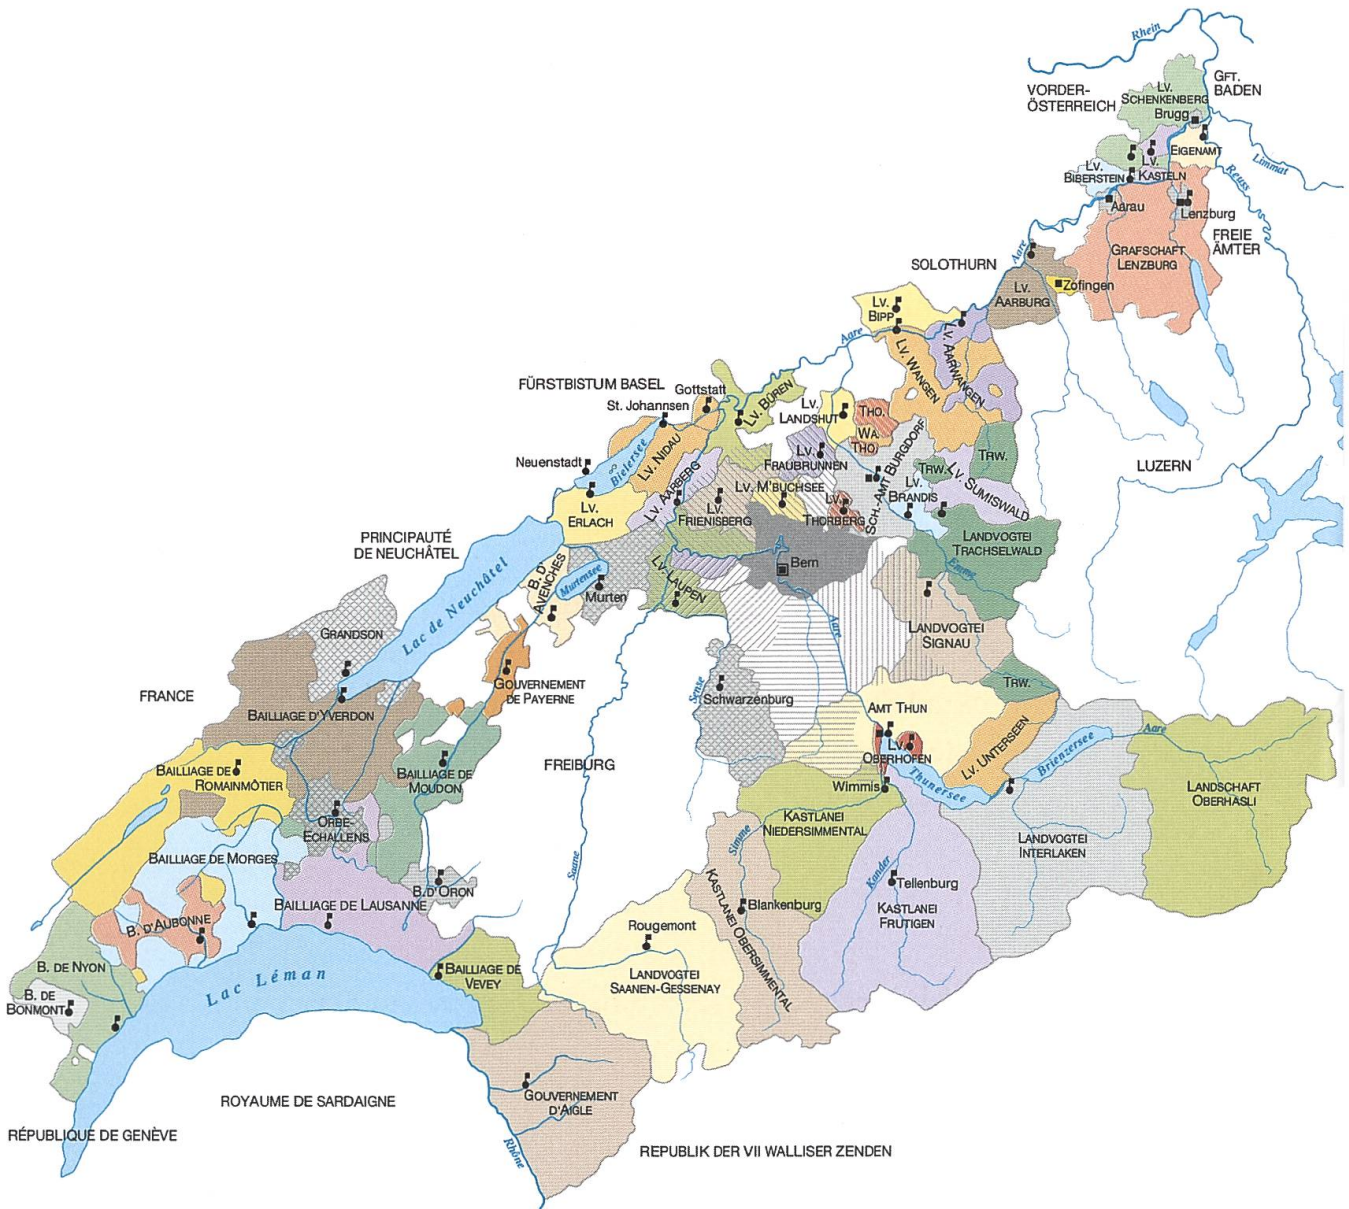 Rhein
VORDER-
ÖSTERREICH
GFT.
BADEN
LV.
SCHENKENBERG
Brugg
EIGENAMT
Limmat
Reuss
LV.
BIBERSTEIN
LV.
KASTELN
Aarau
Lenzburg
FREIE
ÄMTER
GRAFSCHAFT
LENZBURG
SOLOTHURN
Aare
LV.
AARBURG
Zofingen
LV.
BIPP
Aare
LV. WANGEN
LV. AARWANGEN
FÜRSTBISTUM BASEL
Gottstatt
St. Johannsen
LV. BÜREN
LV.
LANDSHUT
THO.
WA.
THO.
Neuenstadt
Bielersee
LV. NIDAU
LV.
FRAUBRUNNEN
SCH.-AMT BURGDORF
TRW.
TRW.
LUZERN
LV. SUMISWALD
LV. AARBERG
LV. M'BUCHSEE
LV.
BRANDIS
LV.
ERLACH
LV.
FRIENISBERG
LV.
THORBERG
PRINCIPAUTÉ
DE NEUCHÂTEL
LANDVOGTEI
TRACHSELWALD
Emme
Bern
B. D'
AVENCHES
Murtensee
Murten
LV. LAUPEN
Lac de Neuchâtel
GRANDSON
Aare
LANDVOGTEI
SIGNAU
FRANCE
GOUVERNEMENT
DE PAYERNE
Sense
Schwarzenburg
TRW.
BAILLIAGE D'YVERDON
AMT THUN
LV.
OBERHOFEN
LV. UNTERSEEN
Brienzersee
Aare
BAILLIAGE DE
ROMAINMÔTIER
BAILLIAGE DE
MOUDON
FREIBURG
Thunersee
Wimmis
LANDSCHAFT
OBERHÄSLI
KASTLANEI
NIEDERSIMMENTAL
ORBE-
ECHALLENS
Simme
LANDVOGTEI
INTERLAKEN
BAILLIAGE DE MORGES
Saane
Kander
Tellenburg
B. D'ORON
BAILLIAGE DE LAUSANNE
B. D'AUBONNE
Blankenburg
KASTLANEI
FRUTIGEN
KASTLANEI OBERSIMMENTAL
Rougemont
B. DE NYON
Lac Léman
BAILLIAGE DE
VEVEY
LANDVOGTEI
SAANEN-GESSENAY
B. DE
BONMONT
ROYAUME DE SARDAIGNE
GOUVERNEMENT
D'AIGLE
RÉPUBLIQUE DE GENÈVE
Rhône
REPUBLIK DER VII WALLISER ZENDEN